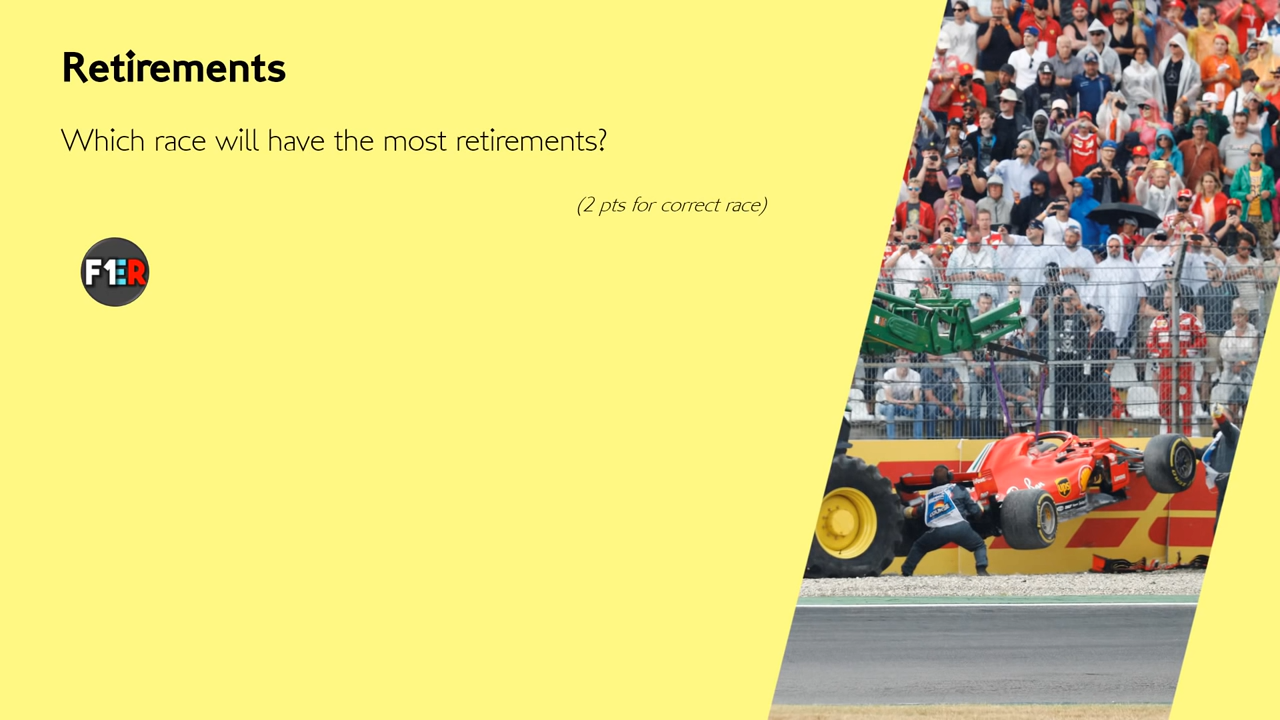 Retirements
Which race will have the most retirements?
(2 pts for correct race)
F1ER